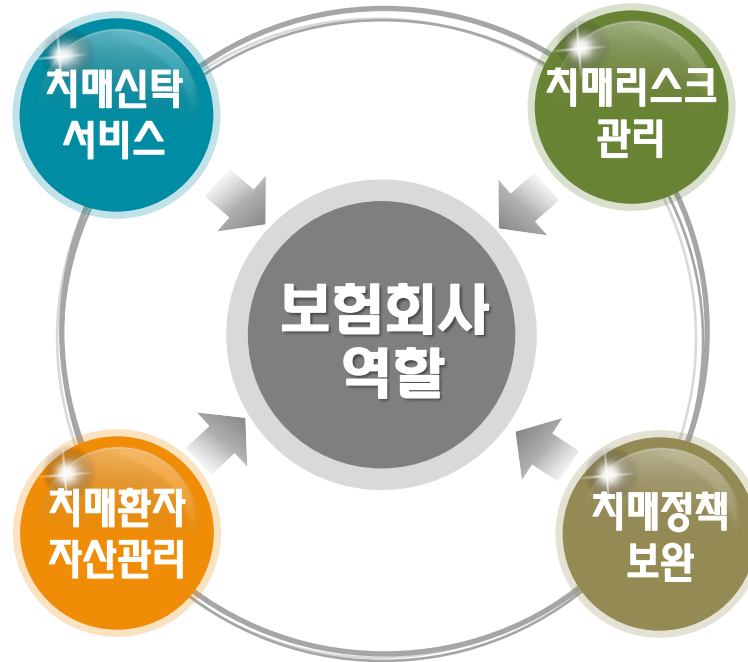 치매신탁
서비스
치매리스크
관리
보험회사
역할
치매환자
자산관리
치매정책
보완